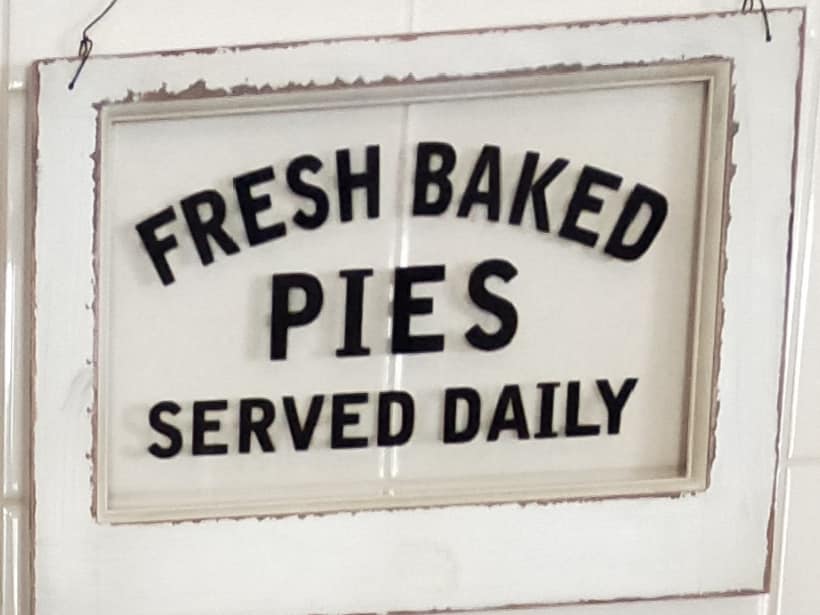 FRESH BAKED
PIES
SERVED DAILY